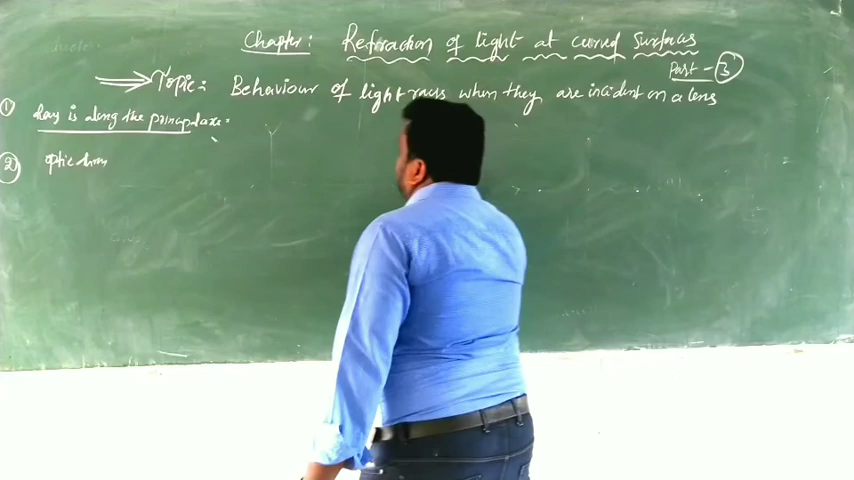 Chapter: Refraction of light at curved surfaces
Part - 3
Topic: Behaviour of light rays when they are incident on a lens
1 Ray is along the principal axis:
2 optic